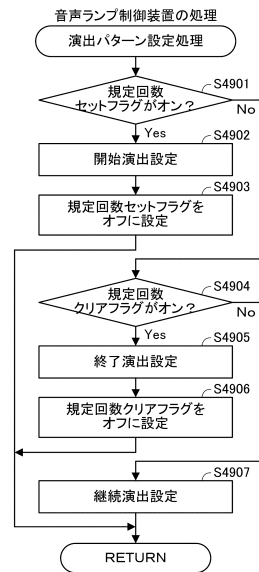 音声ランプ制御装置の処理
演出パターン設定処理
S4901
規定回数
セットフラグがオン？
No
Yes
S4902
開始演出設定
S4903
規定回数セットフラグを
オフに設定
S4904
規定回数
クリアフラグがオン？
No
Yes
S4905
終了演出設定
S4906
規定回数クリアフラグを
オフに設定
S4907
継続演出設定
RETURN